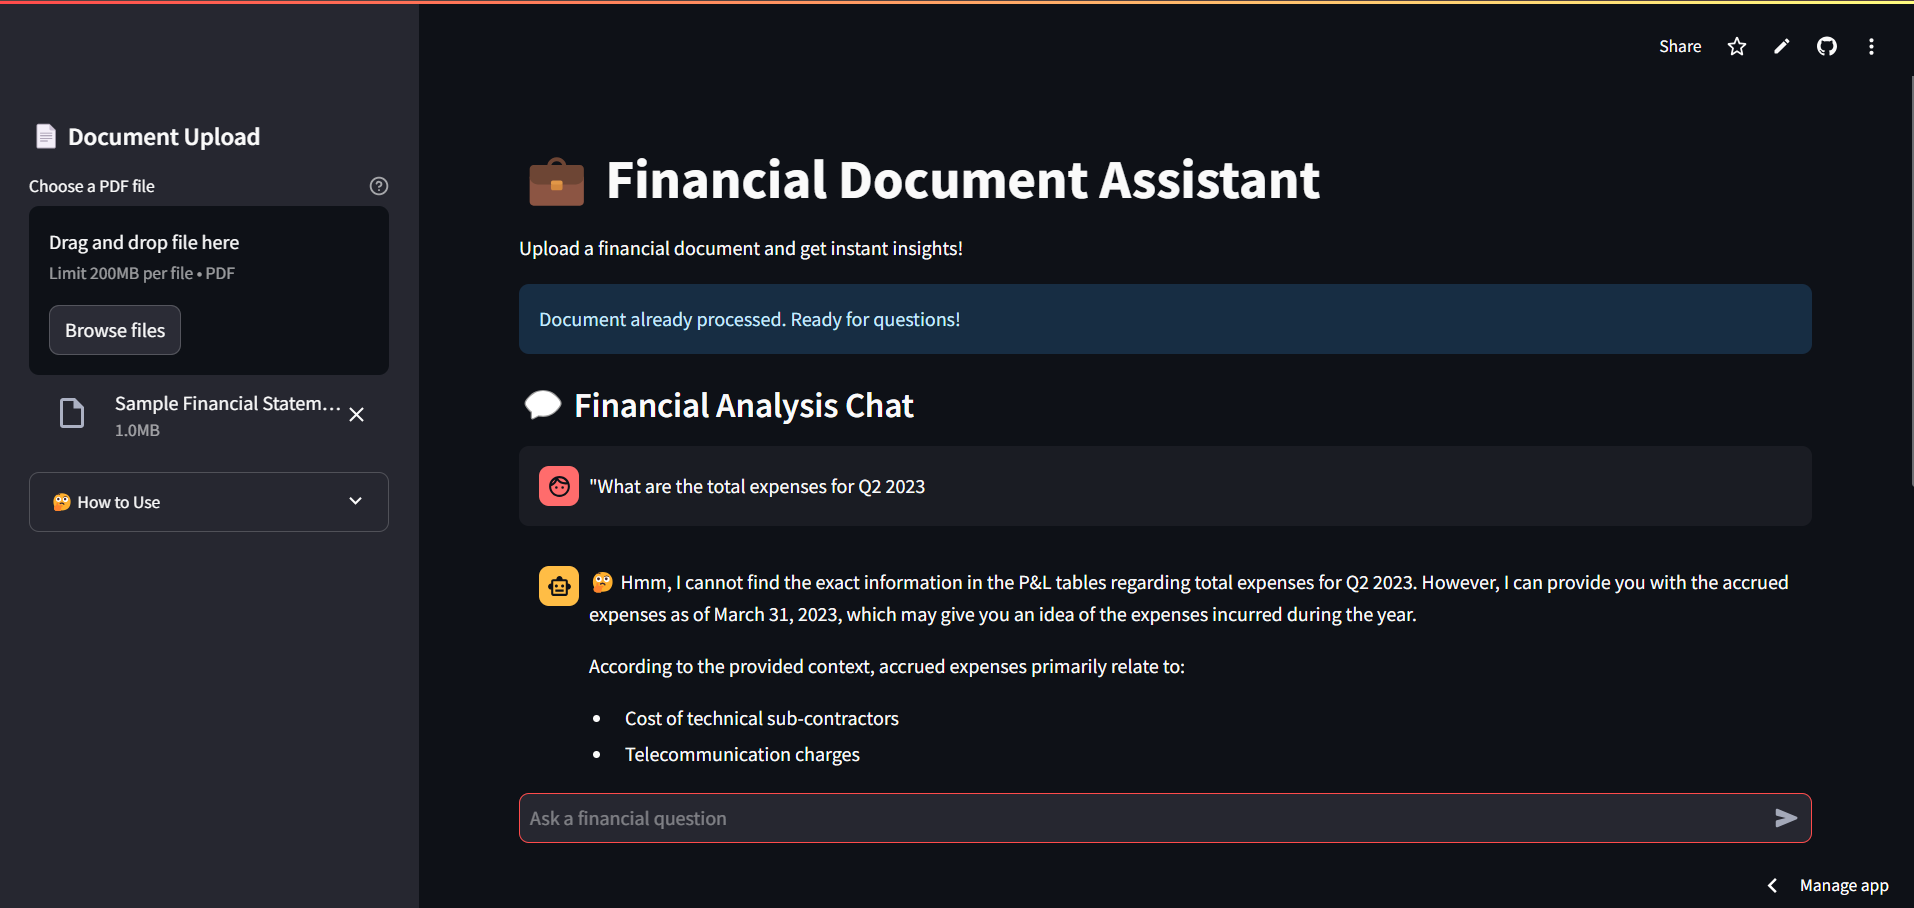 Share
Document Upload
Choose a PDF file
Drag and drop file here
Limit 200MB per file • PDF
Browse files
Sample Financial Statem...
1.0MB
How to Use
Financial Document Assistant
Upload a financial document and get instant insights!
Document already processed. Ready for questions!
Financial Analysis Chat
"What are the total expenses for Q2 2023
Hmm, I cannot find the exact information in the P&L tables regarding total expenses for Q2 2023. However, I can provide you with the accrued
expenses as of March 31, 2023, which may give you an idea of the expenses incurred during the year.
According to the provided context, accrued expenses primarily relate to:
• Cost of technical sub-contractors
• Telecommunication charges
Ask a financial question
Manage app